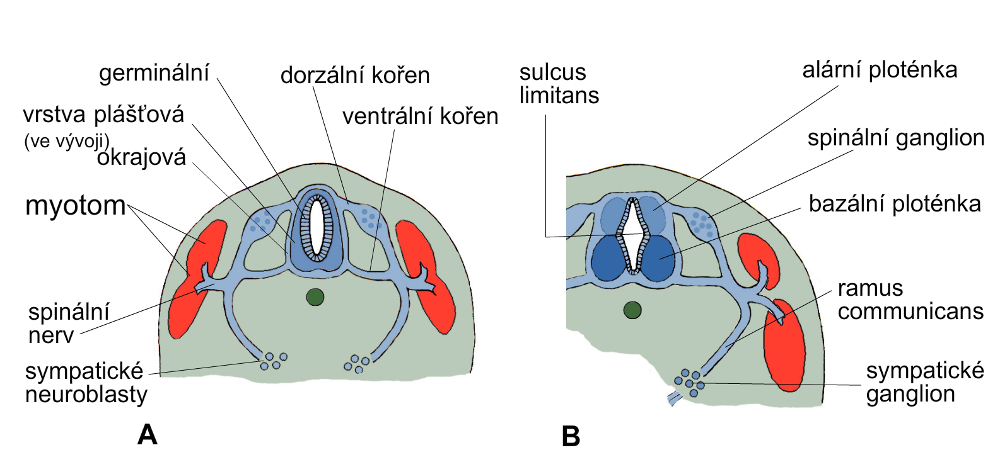 germinální
vrstva plášťová
(ve vývoji)
okrajová
dorzální kořen
ventrální kořen
myotom
spinální
nerv
sympatické
neuroblasty
A
sulcus
limitans
alární ploténka
spinální ganglion
bazální ploténka
ramus
communicans
sympatické
ganglion
B